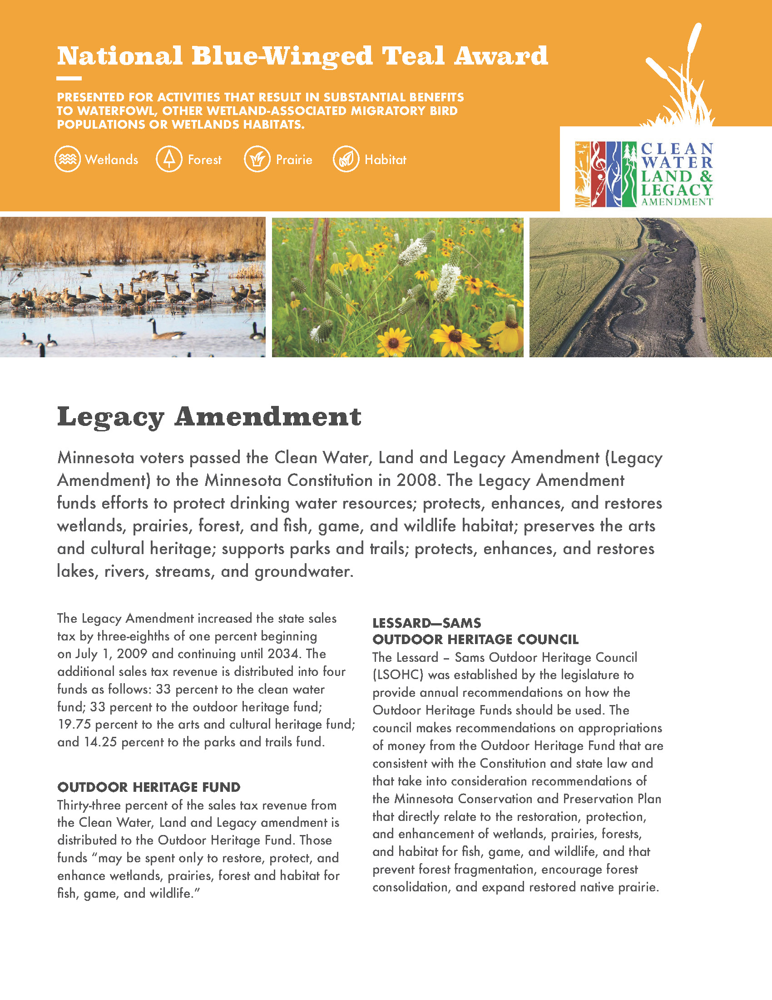 National Blue-Winged Teal Award
PRESENTED FOR ACTIVITIES THAT RESULT IN SUBSTANTIAL BENEFITS
TO WATERFOWL, OTHER WETLAND-ASSOCIATED MIGRATORY BIRD
POPULATIONS OR WETLANDS HABITATS.
Wetlands Forest Prairie Habitat
CLEAN
WATER
LAND &
LEGACY
AMENDMENT
Legacy Amendment
Minnesota voters passed the Clean Water, Land and Legacy Amendment (Legacy
Amendment) to the Minnesota Constitution in 2008. The Legacy Amendment
funds efforts to protect drinking water resources; protects, enhances, and restores
wetlands, prairies, forest, and fish, game, and wildlife habitat; preserves the arts
and cultural heritage; supports parks and trails; protects, enhances, and restores
lakes, rivers, streams, and groundwater.
The Legacy Amendment increased the state sales
tax by three-eighths of one percent beginning
on July 1, 2009 and continuing until 2034. The
additional sales tax revenue is distributed into four
funds as follows: 33 percent to the clean water
fund; 33 percent to the outdoor heritage fund;
19.75 percent to the arts and cultural heritage fund;
and 14.25 percent to the parks and trails fund.
OUTDOOR HERITAGE FUND
Thirty-three percent of the sales tax revenue from
the Clean Water, Land and Legacy amendment is
distributed to the Outdoor Heritage Fund. Those
funds “may be spent only to restore, protect, and
enhance wetlands, prairies, forest and habitat for
fish, game, and wildlife.”
LESSARD—SAMS
OUTDOOR HERITAGE COUNCIL
The Lessard – Sams Outdoor Heritage Council
(LSOHC) was established by the legislature to
provide annual recommendations on how the
Outdoor Heritage Funds should be used. The
council makes recommendations on appropriations
of money from the Outdoor Heritage Fund that are
consistent with the Constitution and state law and
that take into consideration recommendations of
the Minnesota Conservation and Preservation Plan
that directly relate to the restoration, protection,
and enhancement of wetlands, prairies, forests,
and habitat for fish, game, and wildlife, and that
prevent forest fragmentation, encourage forest
consolidation, and expand restored native prairie.